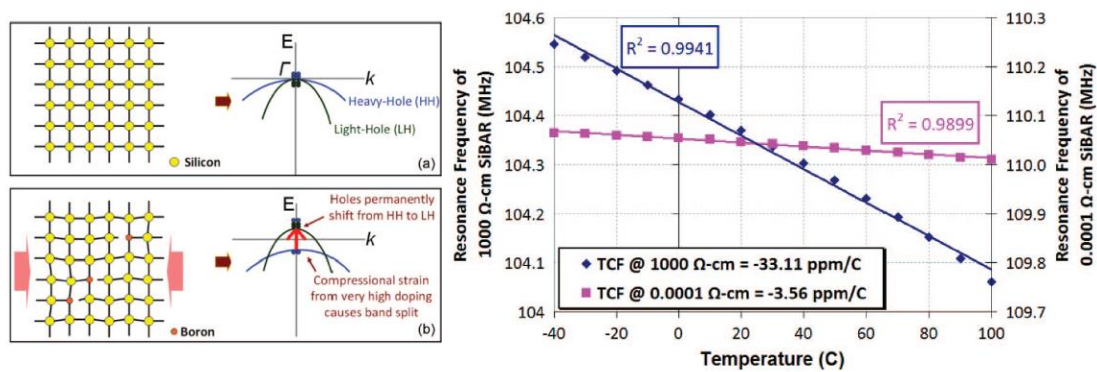 E
Γ
k
Heavy-Hole (HH)
Light-Hole (LH)
Silicon
(a)
E
Holes permanently
shift from HH to LH
k
Compressional strain
from very high doping
causes band split
Boron
(b)
Resonance Frequency of
1000 Ω-cm SiBAR (MHz)
104.6
104.5
104.4
104.3
104.2
104.1
104
R² = 0.9941
R² = 0.9899
TCF @ 1000 Ω-cm = -33.11 ppm/C
TCF @ 0.0001 Ω-cm = -3.56 ppm/C
-40 -20 0 20 40 60 80 100
Temperature (C)
110.3
110.2
110.1
110.0
109.9
109.8
109.7
Resonance Frequency of
0.0001 Ω-cm SiBAR (MHz)